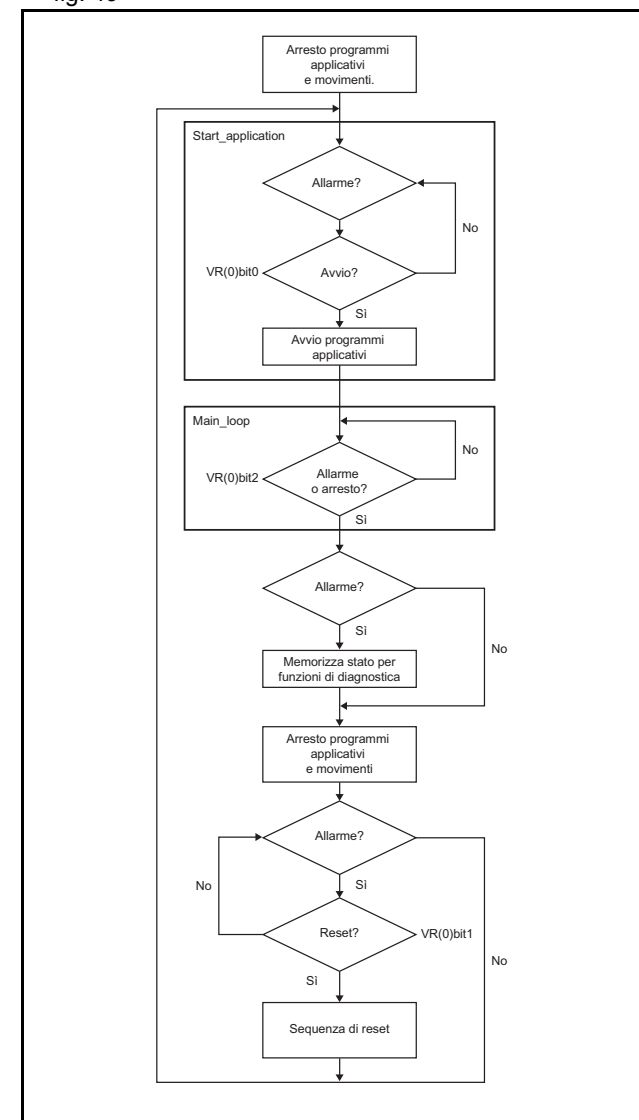 Arresto programmi
applicativi
e movimenti.
Start_application
Allarme?
No
VR(0)bit0
Avvio?
Sì
Avvio programmi
applicativi
Main_loop
No
VR(0)bit2
Allarme
o arresto?
Sì
Allarme?
Sì
No
Memorizza stato per
funzioni di diagnostica
Arresto programmi
applicativi
e movimenti
Allarme?
No
Sì
Reset?
VR(0)bit1
No
Sì
Sequenza di reset